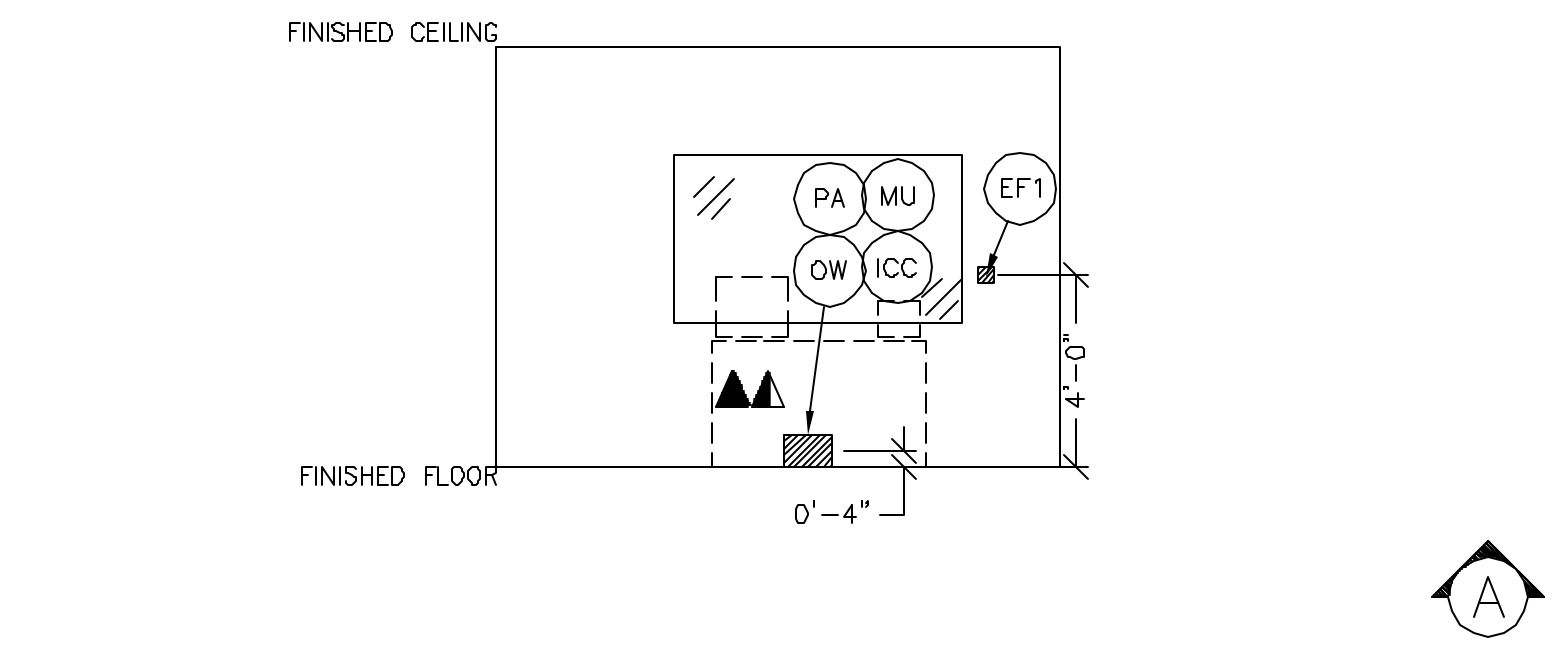 FINISHED CEILING
PA
MU
EF1
OW
ICC
4'-0"
FINISHED FLOOR
0'-4"
A